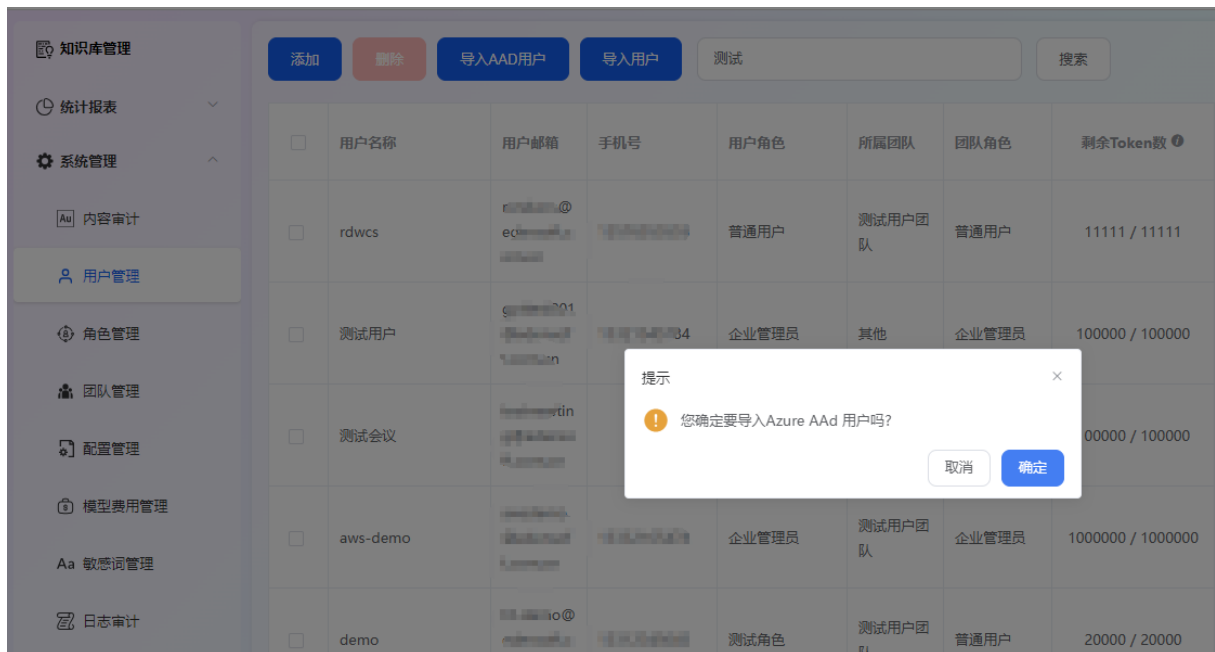 知识库管理
统计报表
系统管理
内容审计
用户管理
角色管理
团队管理
配置管理
模型费用管理
Aa 敏感词管理
日志审计
添加 删除 导入AAD用户 导入用户 测试 搜索
用户名称 用户邮箱 手机号 用户角色 所属团队 团队角色 剩余Token数
rdwcs 普通用户 测试用户团队 普通用户 11111 / 11111
测试用户 企业管理员 其他 企业管理员 100000 / 100000
测试会议 00000 / 100000
aws-demo 企业管理员 测试用户团队 企业管理员 1000000 / 1000000
demo 测试角色 测试用户团队 普通用户 20000 / 20000
提示
您确定要导入Azure AAd 用户吗?
取消 确定